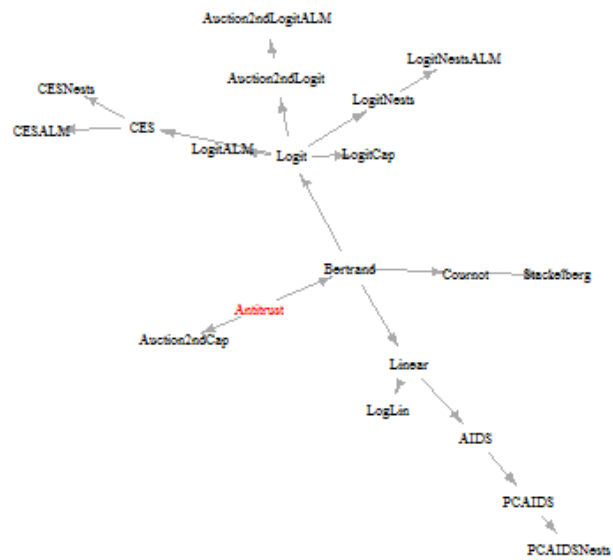 Auction2ndLogitALM
LogitNestsALM
Auction2ndLogit
CESNests
LogitNests
CESALM
CES
LogitALM
Logit
LogitCap
Bertrand
Cournot
Stackelberg
Antitrust
Auction2ndCap
Linear
LogLin
AIDS
PCAIDS
PCAIDSNests